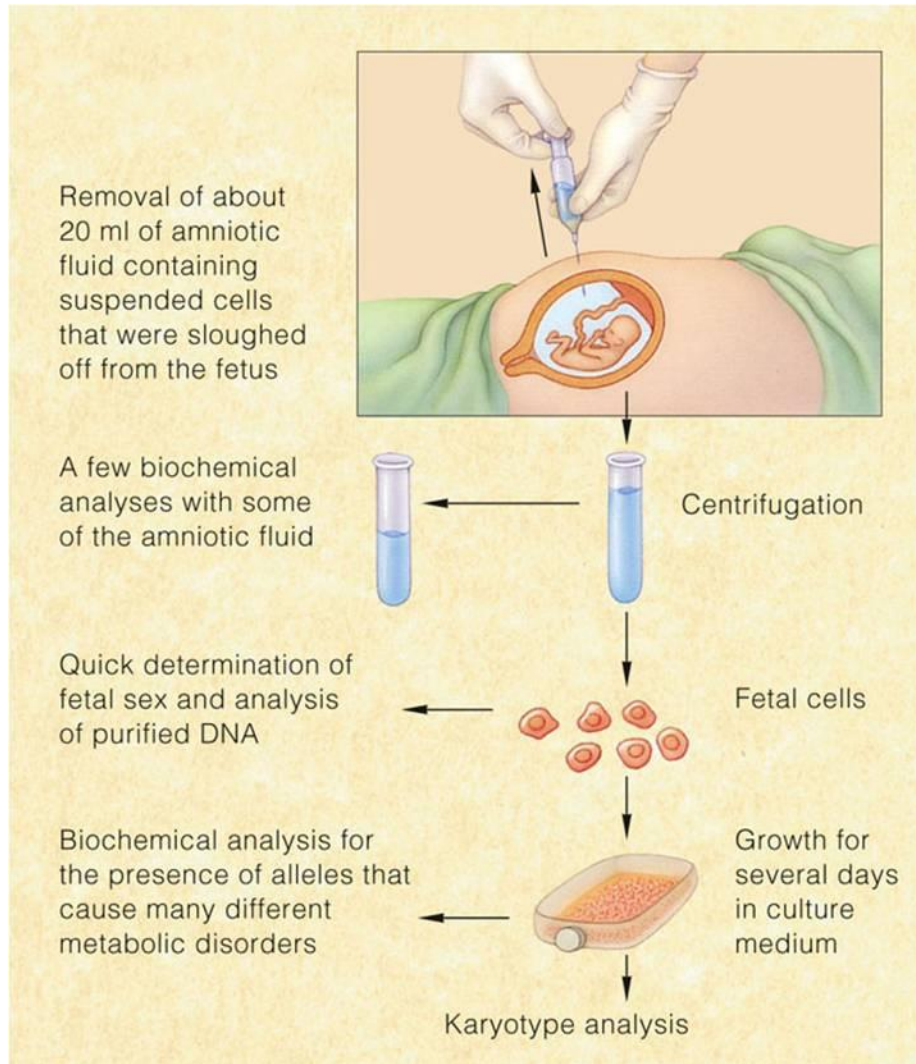 Removal of about
20 ml of amniotic
fluid containing
suspended cells
that were sloughed
off from the fetus
A few biochemical
analyses with some
of the amniotic fluid
Centrifugation
Quick determination of
fetal sex and analysis
of purified DNA
Fetal cells
Biochemical analysis for
the presence of alleles that
cause many different
metabolic disorders
Growth for
several days
in culture
medium
Karyotype analysis